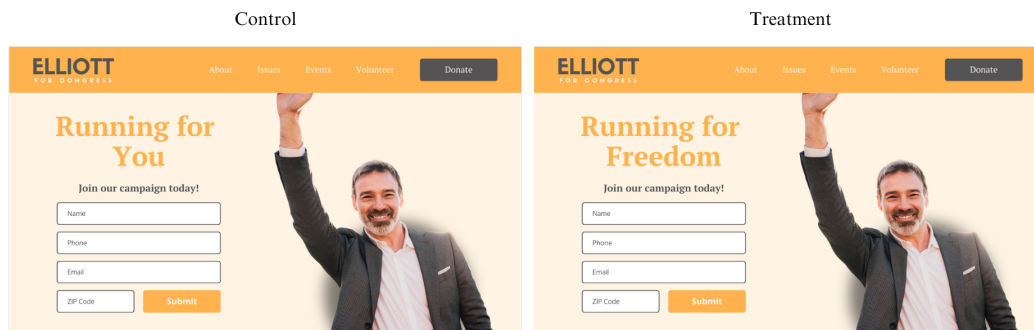 Control
ELLIOTT
FOR CONGRESS
About Issues Events Volunteer Donate
Running for
You
Join our campaign today!
Name
Phone
Email
ZIP Code Submit
Treatment
ELLIOTT
FOR CONGRESS
About Issues Events Volunteer Donate
Running for
Freedom
Join our campaign today!
Name
Phone
Email
ZIP Code Submit